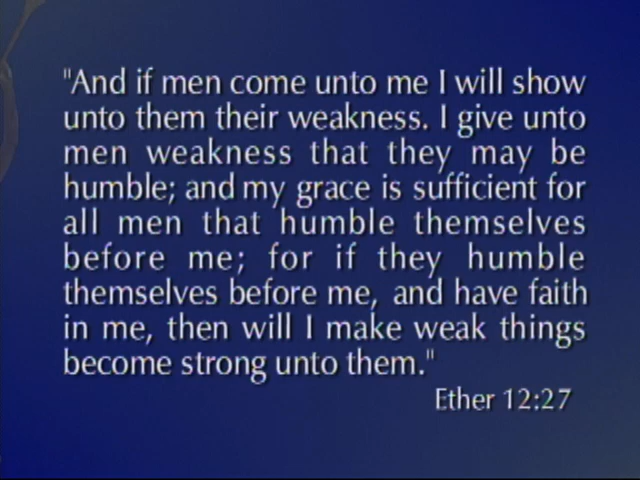 "And if men come unto me I will show
unto them their weakness. I give unto
men weakness that they may be
humble; and my grace is sufficient for
all men that humble themselves
before me; for if they humble
themselves before me, and have faith
in me, then will I make weak things
become strong unto them."
Ether 12:27